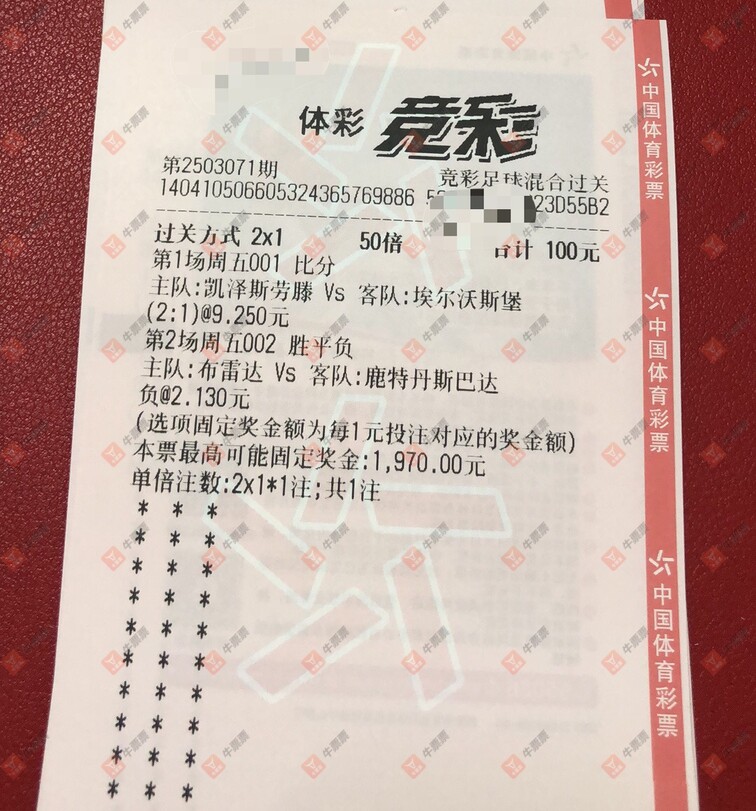 体彩 竞彩
第2503071期
竞彩足球混合过关
140410506605324365769886
23D55B2
过关方式 2x1 50倍 合计 100元
第1场周五001 比分
主队:凯泽斯劳滕 Vs 客队:埃尔沃斯堡
(2:1)@9.250元
第2场周五002 胜平负
主队:布雷达 Vs 客队:鹿特丹斯巴达
负@2.130元
(选项固定奖金额为每1元投注对应的奖金额)
本票最高可能固定奖金:1,970.00元
单倍注数:2x1*1注;共1注
* * *
* * *
* * *
* * *
* * *
* * *
* * *
* * *
* * *
* * *
中国体育彩票
中国体育彩票
中国体育彩票
牛票票